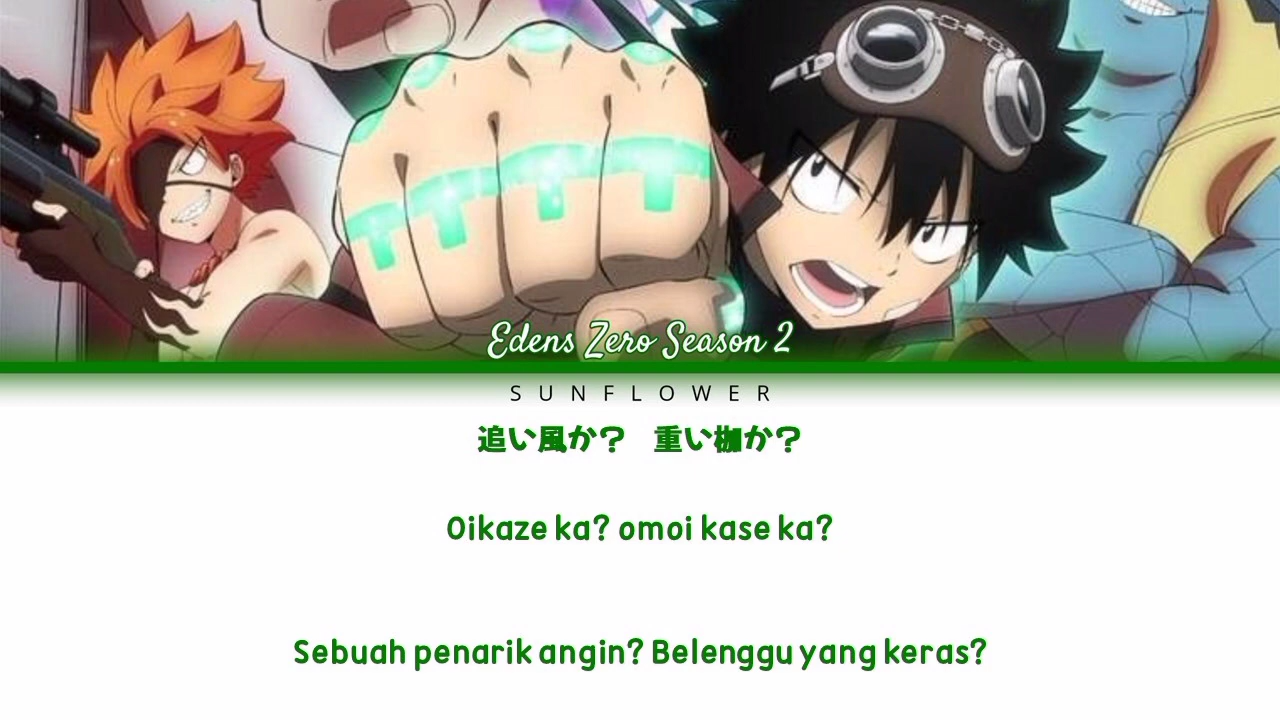 Edens Zero Season 2
SUNFLOWER
追い風か？ 重い枷か？
Oikaze ka? omoi kase ka?
Sebuah penarik angin? Belenggu yang keras?